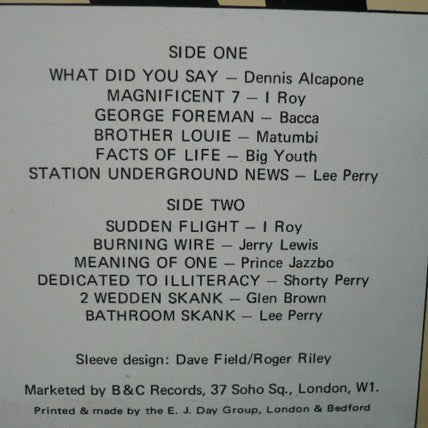 SIDE ONE
WHAT DID YOU SAY — Dennis Alcapone
MAGNIFICENT 7 — I Roy
GEORGE FOREMAN — Bacca
BROTHER LOUIE — Matumbi
FACTS OF LIFE — Big Youth
STATION UNDERGROUND NEWS — Lee Perry
SIDE TWO
SUDDEN FLIGHT — I Roy
BURNING WIRE — Jerry Lewis
MEANING OF ONE — Prince Jazzbo
DEDICATED TO ILLITERACY — Shorty Perry
2 WEDDEN SKANK — Glen Brown
BATHROOM SKANK — Lee Perry
Sleeve design: Dave Field/Roger Riley
Marketed by B&C Records, 37 Soho Sq., London, W1.
Printed & made by the E. J. Day Group, London & Bedford